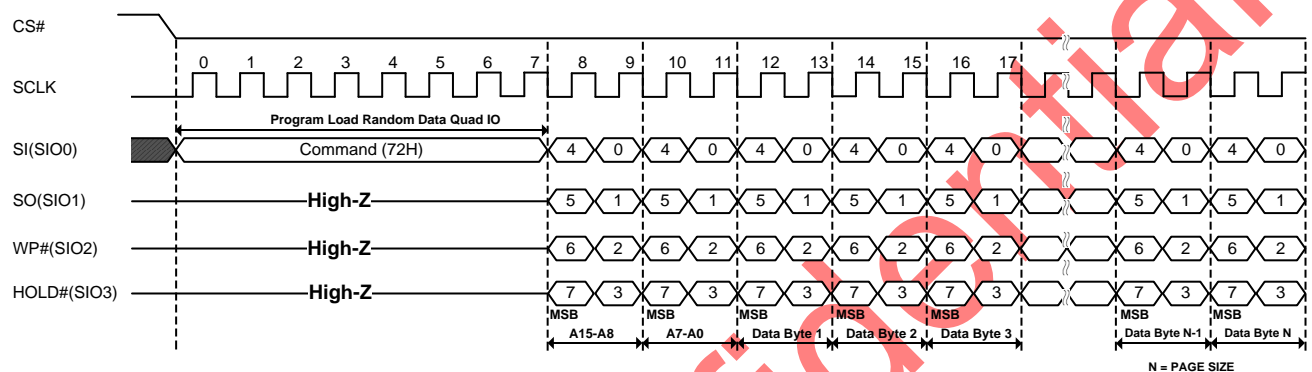 CS#
0 1 2 3 4 5 6 7 8 9 10 11 12 13 14 15 16 17
SCLK
Program Load Random Data Quad IO
SI(SIO0) Command (72H) 4 0 4 0 4 0 4 0 4 0 4 0 4 0
SO(SIO1) High-Z 5 1 5 1 5 1 5 1 5 1 5 1 5 1
WP#(SIO2) High-Z 6 2 6 2 6 2 6 2 6 2 6 2 6 2
HOLD#(SIO3) High-Z 7 3 7 3 7 3 7 3 7 3 7 3 7 3
MSB MSB MSB MSB MSB MSB MSB
A15-A8 A7-A0 Data Byte 1 Data Byte 2 Data Byte 3 Data Byte N-1 Data Byte N
N = PAGE SIZE